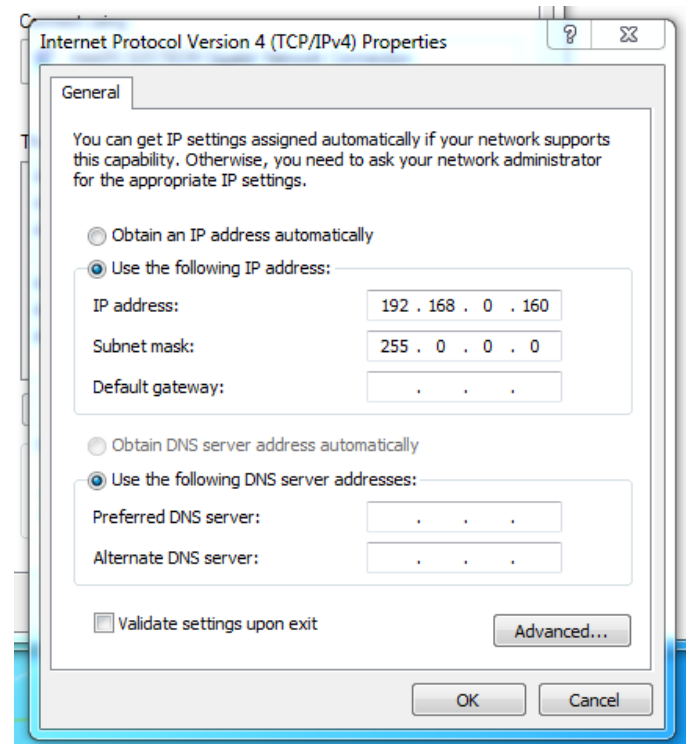 Internet Protocol Version 4 (TCP/IPv4) Properties
General
You can get IP settings assigned automatically if your network supports
this capability. Otherwise, you need to ask your network administrator
for the appropriate IP settings.
Obtain an IP address automatically
Use the following IP address:
IP address: 192 . 168 . 0 . 160
Subnet mask: 255 . 0 . 0 . 0
Default gateway: . . .
Obtain DNS server address automatically
Use the following DNS server addresses:
Preferred DNS server: . . .
Alternate DNS server: . . .
Validate settings upon exit
Advanced...
OK Cancel